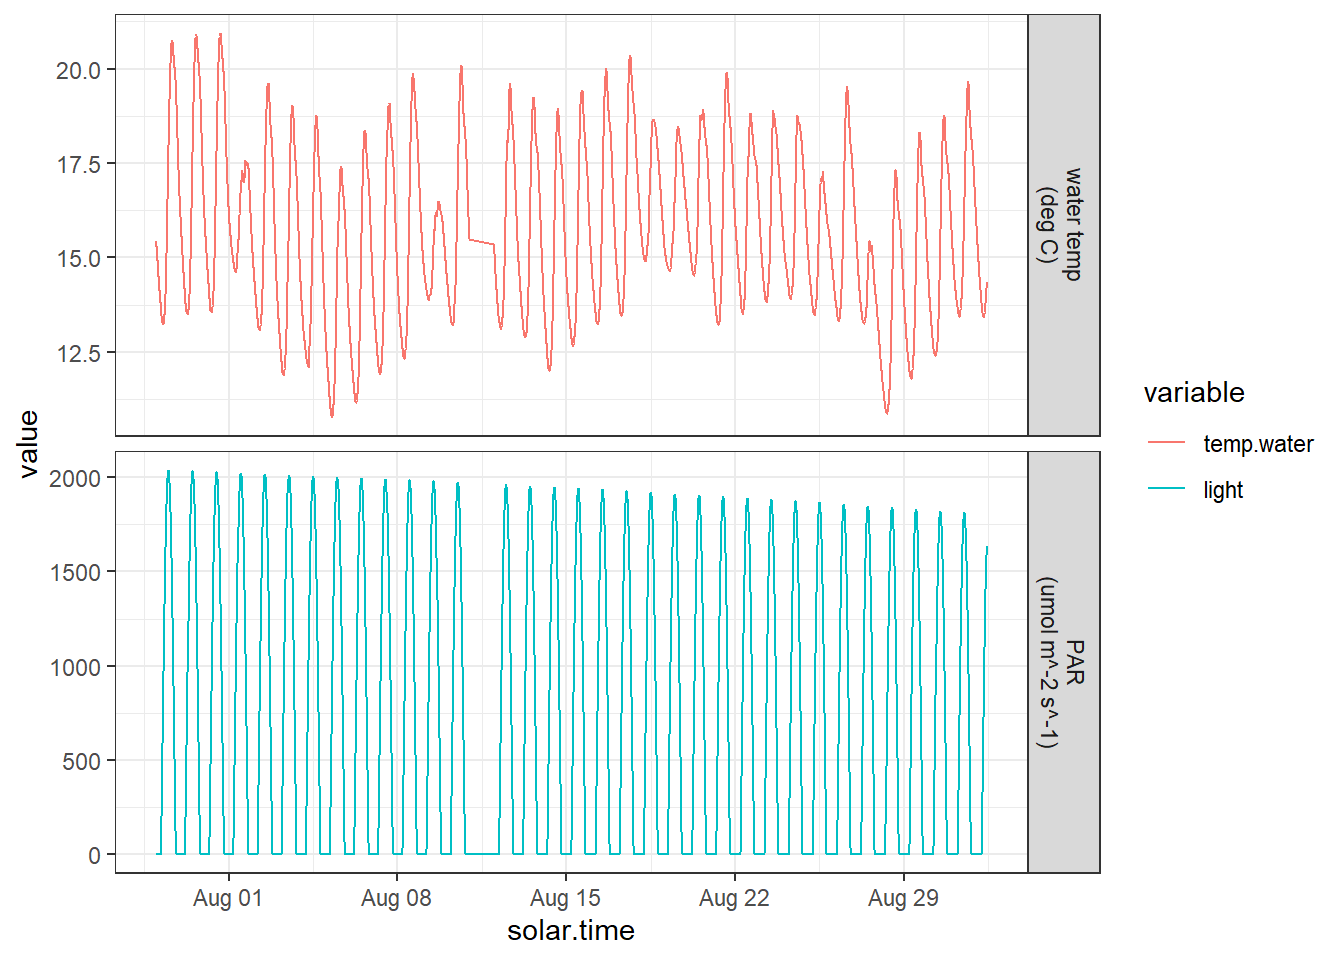 20.0
17.5
15.0
12.5
water temp
(deg C)
value
2000
1500
1000
500
0
PAR
(umol m^-2 s^-1)
Aug 01
Aug 08
Aug 15
Aug 22
Aug 29
solar.time
variable
temp.water
light